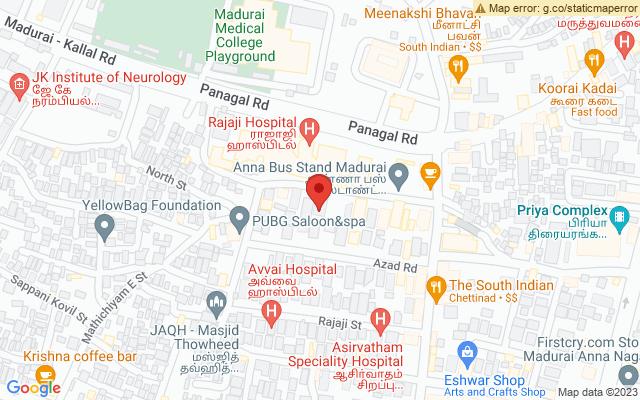 Map error: g.co/staticmaperror
Madurai
Medical
College
Playground
Meenakshi Bhavan
மீனாட்சி
பவன்
South Indian • $$
மருத்துவமனை
Madurai - Kallal Rd
JK Institute of Neurology
ஜே கே
நரம்பியல்...
Panagal Rd
Koorai Kadai
கூரை கடை
Fast food
Rajaji Hospital
ராஜாஜி
ஹாஸ்பிடல்
Panagal Rd
Anna Bus Stand Madurai
பஸ்
North St
YellowBag Foundation
PUBG Saloon&spa
Priya Complex
பிரியா
திரையரங்க...
Azad Rd
Avvai Hospital
அவ்வை
ஹாஸ்பிடல்
The South Indian
Chettinad • $$
Sappani Kovil St
Mathichiyam E St
JAQH - Masjid
Thowheed
மஸ்ஜித்
தவ்ஹீத்...
Rajaji St
Asirvatham
Speciality Hospital
ஆசிர்வாதம்
சிறப்பு...
Firstcry.com Sto
Madurai Anna Nag
Krishna coffee bar
Eshwar Shop
Arts and Crafts Shop
Google
Map data ©2023